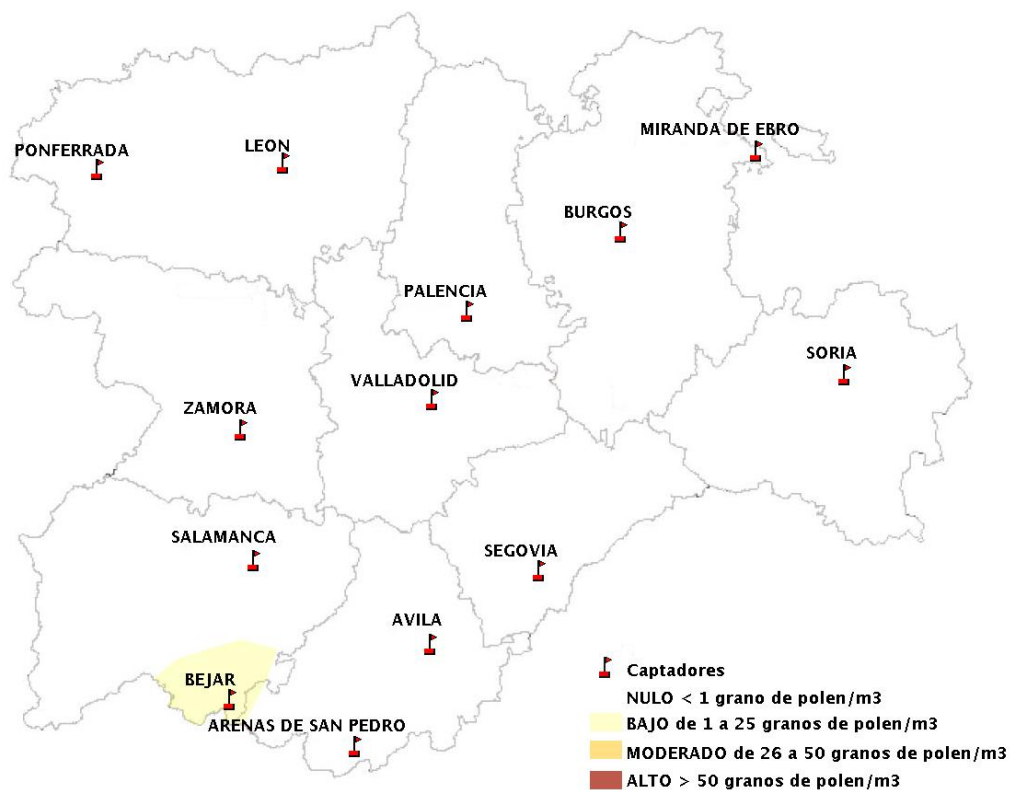 MIRANDA DE EBRO
PONFERRADA
LEON
BURGOS
PALENCIA
SORIA
VALLADOLID
ZAMORA
SALAMANCA
SEGOVIA
AVILA
BEJAR
ARENAS DE SAN PEDRO
Captadores
NULO < 1 grano de polen/m3
BAJO de 1 a 25 granos de polen/m3
MODERADO de 26 a 50 granos de polen/m3
ALTO > 50 granos de polen/m3